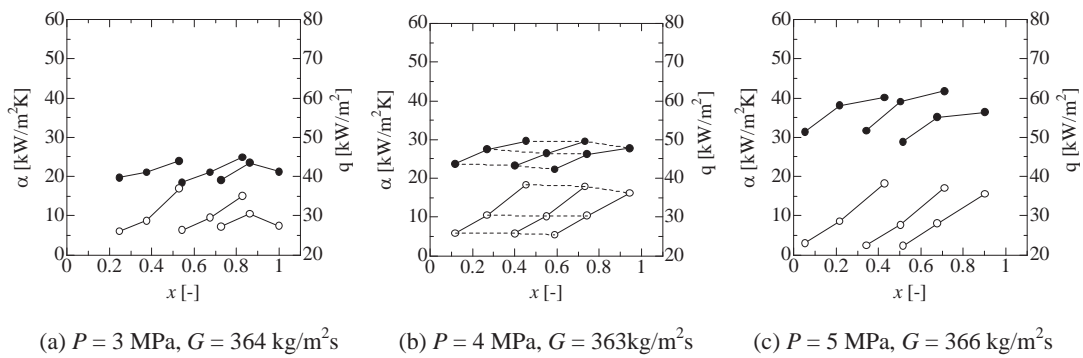 60 80 60 80 60 80
50 70 50 70 50 70
40 60 40 60 40 60
30 50 30 50 30 50
20 40 20 40 20 40
10 30 10 30 10 30
0 20 0 20 0 20
α [kW/m²K] q [kW/m²] α [kW/m²K] q [kW/m²] α [kW/m²K] q [kW/m²]
0 0.2 0.4 0.6 0.8 1 0 0.2 0.4 0.6 0.8 1 0 0.2 0.4 0.6 0.8 1
x [-] x [-] x [-]
(a) P = 3 MPa, G = 364 kg/m²s (b) P = 4 MPa, G = 363kg/m²s (c) P = 5 MPa, G = 366 kg/m²s